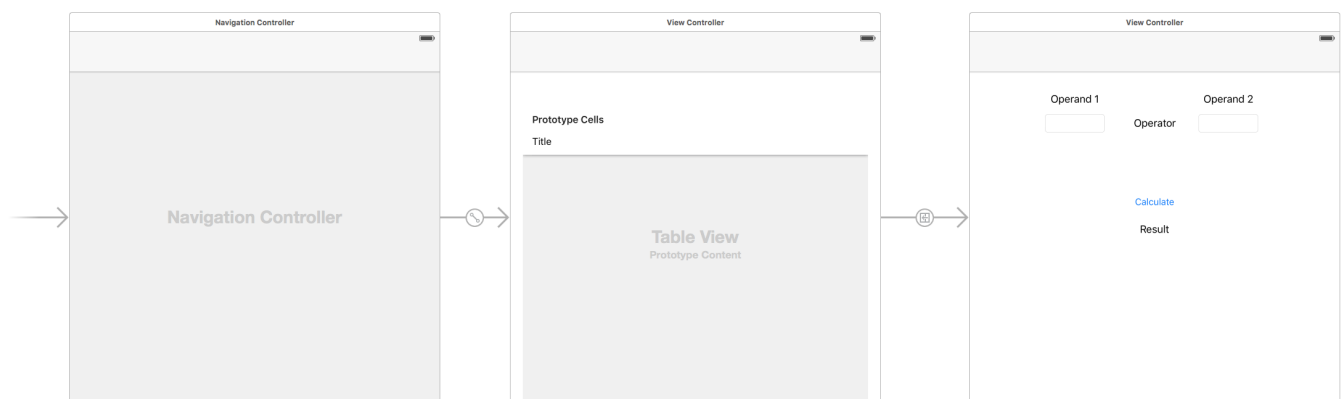 Navigation Controller
View Controller
View Controller
Navigation Controller
Prototype Cells
Title
Table View
Prototype Content
Operand 1
Operand 2
Operator
Calculate
Result